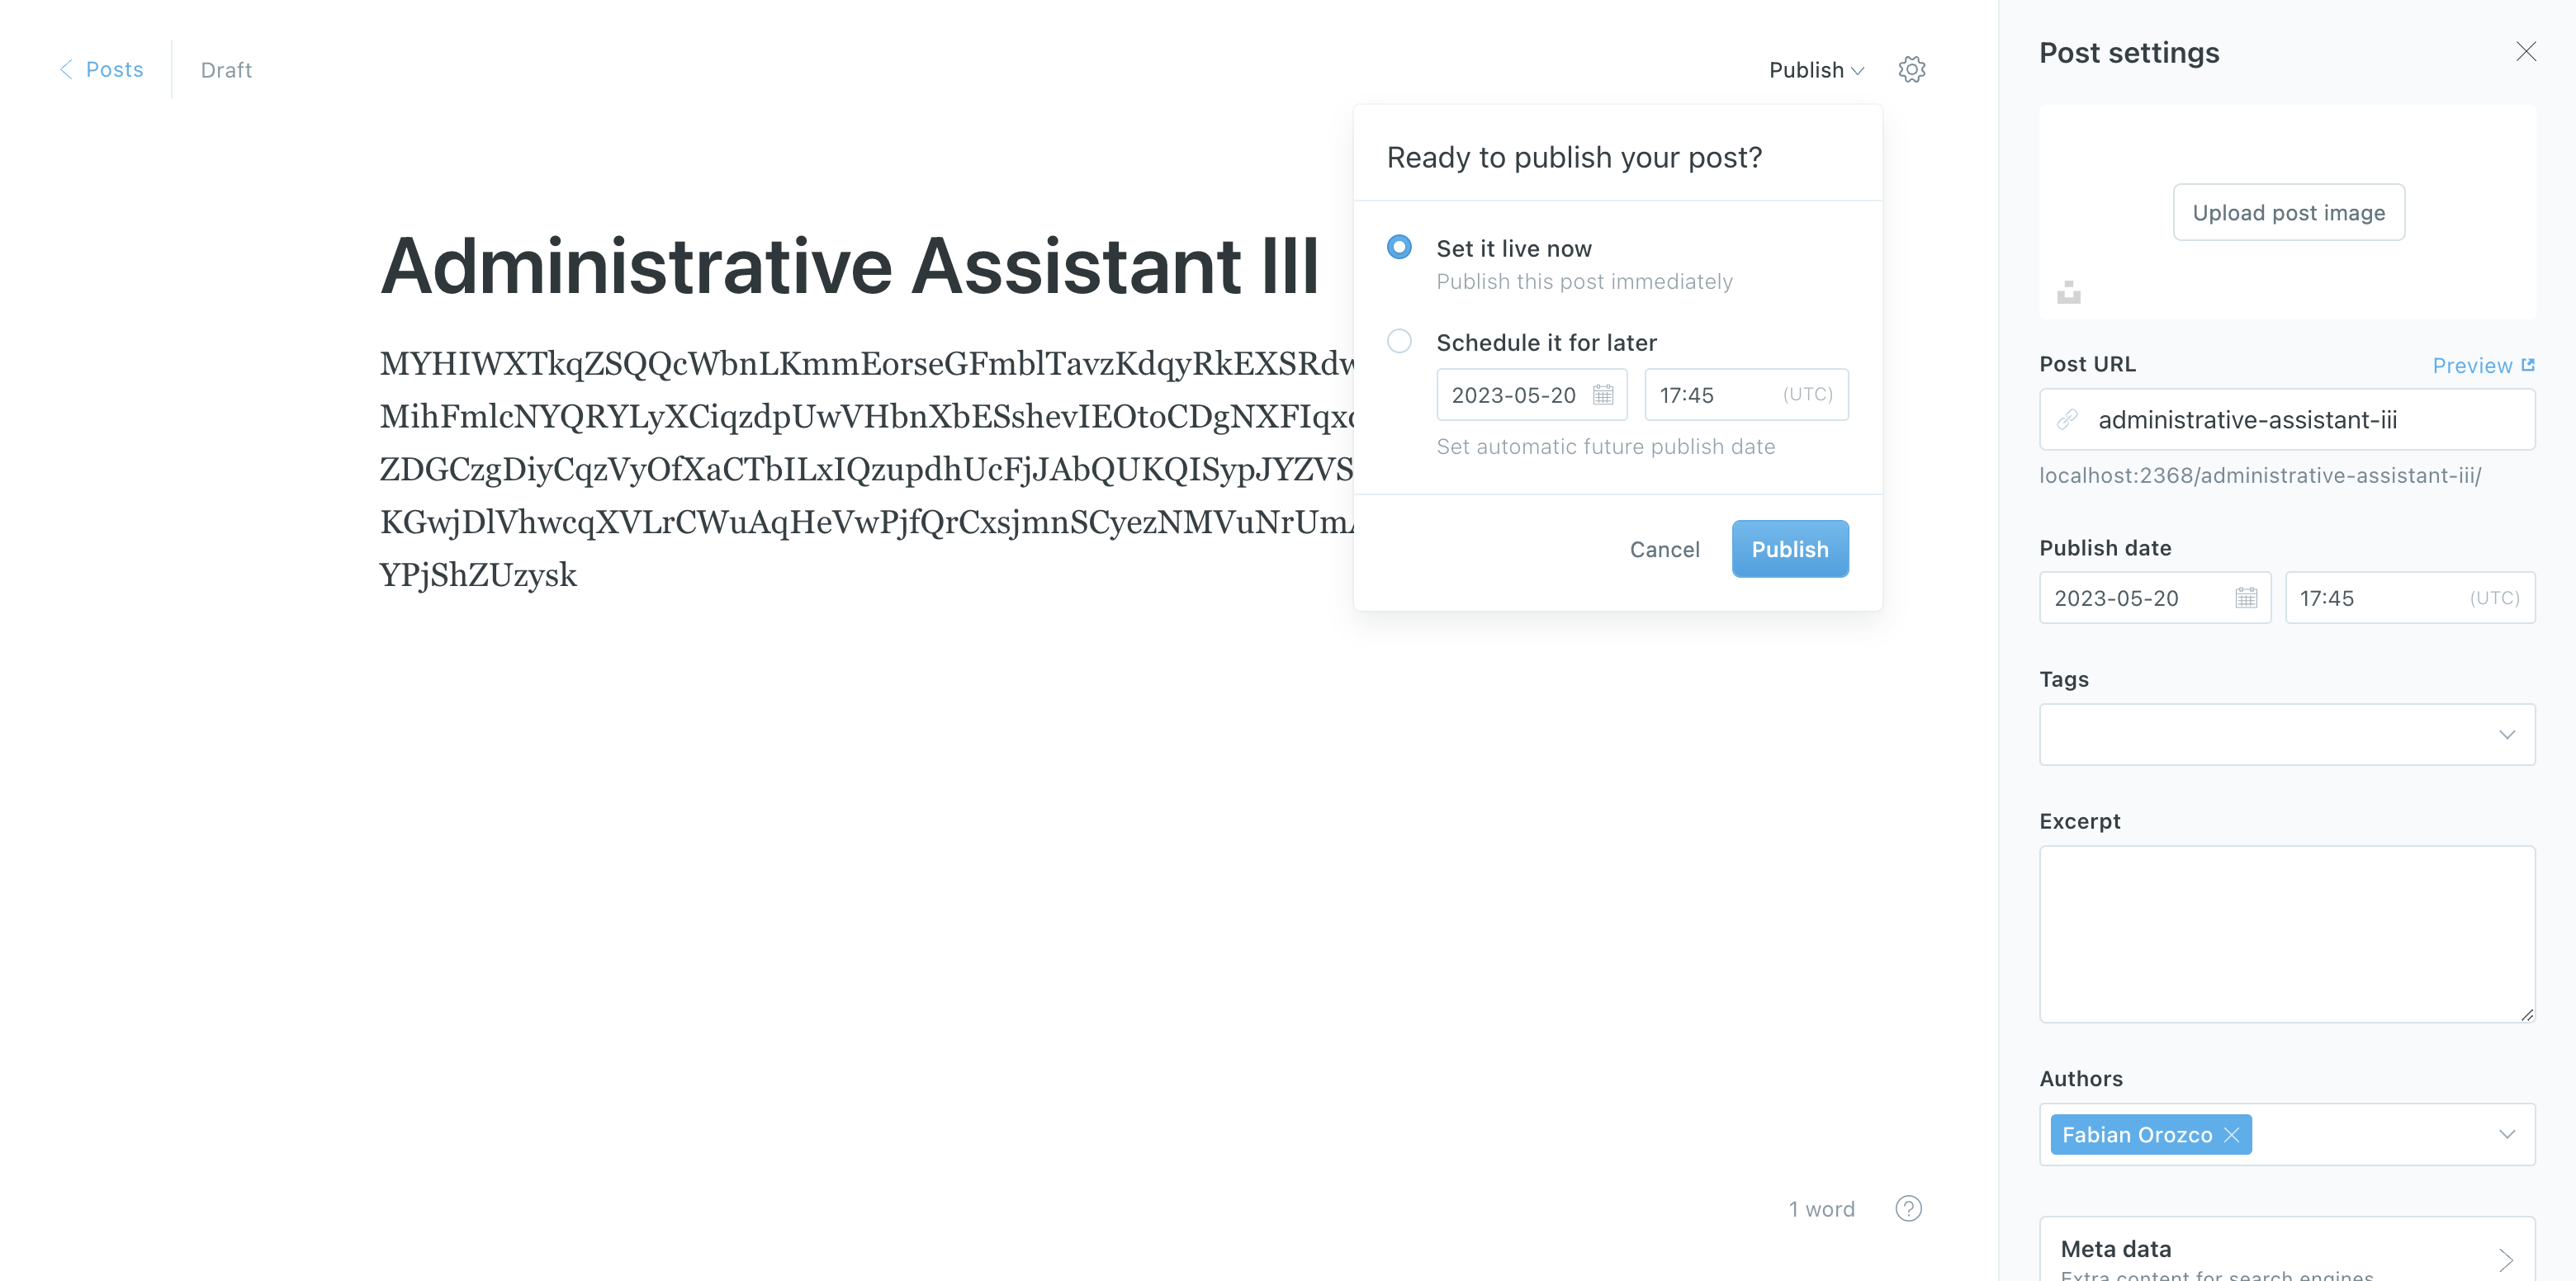 Posts
Draft
Publish
Ready to publish your post?
Set it live now
Publish this post immediately
Schedule it for later
2023-05-20
17:45 (UTC)
Set automatic future publish date
Cancel
Publish
Administrative Assistant III
MYHIWXTkqZSQQcWbnLKmmEorseGFmblTavzKdqyRkEXSRdw
MihFmlcNYQRYLyXCiqzdpUwVHbnXbESshevIEOtoCDgNXFIqx
ZDGCzgDiyCqzVyOfXaCTbILxIQzupdhUcFjJAbQUKQISypJYZVS
KGwjDlVhwcqXVLrCWuAqHeVwPjfQrCxsjmnSCyezNMVuNrUm
YPjShZUzysk
1 word
Post settings
Upload post image
Post URL
Preview
administrative-assistant-iii
localhost:2368/administrative-assistant-iii/
Publish date
2023-05-20
17:45 (UTC)
Tags
Excerpt
Authors
Fabian Orozco
Meta data
Extra content for search engines